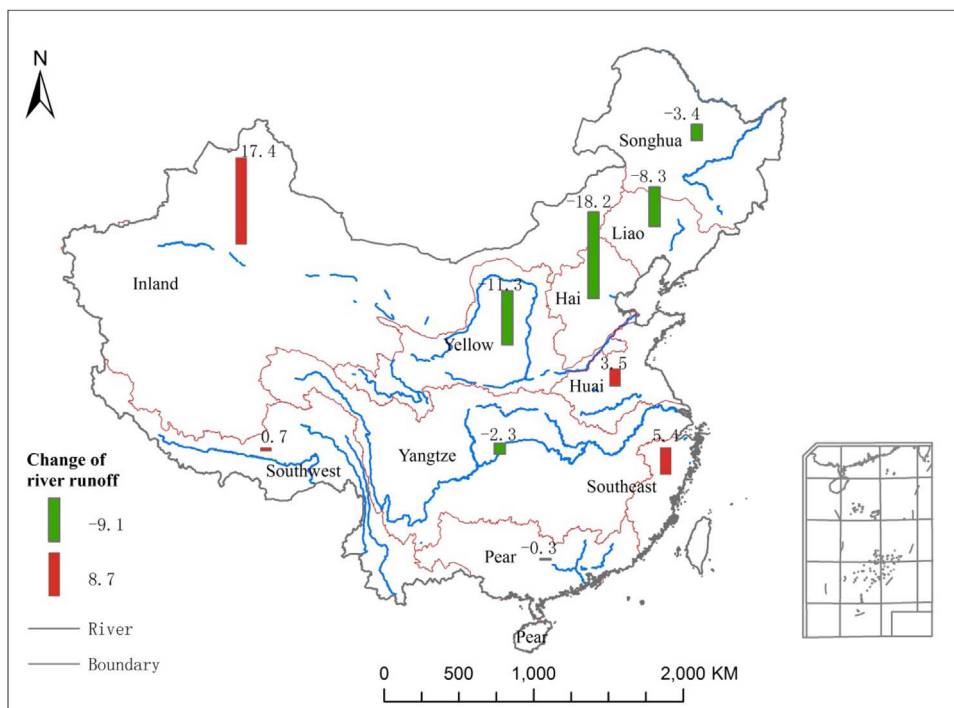 N
-3.4
Songhua
17.4
-8.3
-18.2
Liao
Inland
-11.3
Hai
Yellow
3.5
Huai
0.7
-2.3
5.4
Yangtze
Southwest
Southeast
-0.3
Pear
Pear
Change of
river runoff
-9.1
8.7
River
Boundary
0 500 1,000 2,000 KM